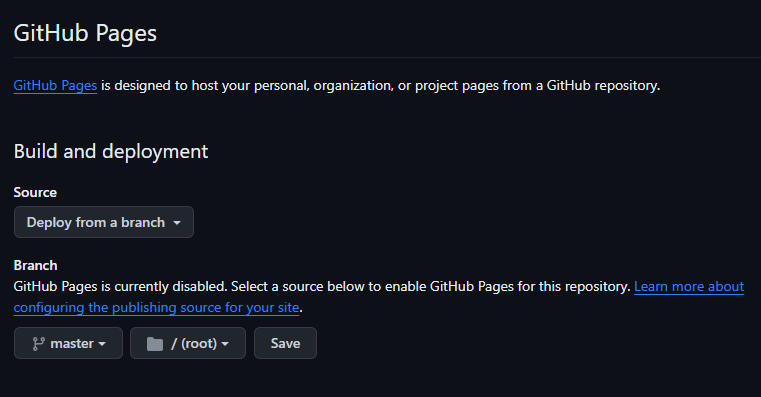 GitHub Pages
GitHub Pages is designed to host your personal, organization, or project pages from a GitHub repository.
Build and deployment
Source
Deploy from a branch
Branch
GitHub Pages is currently disabled. Select a source below to enable GitHub Pages for this repository. Learn more about
configuring the publishing source for your site.
master / (root) Save